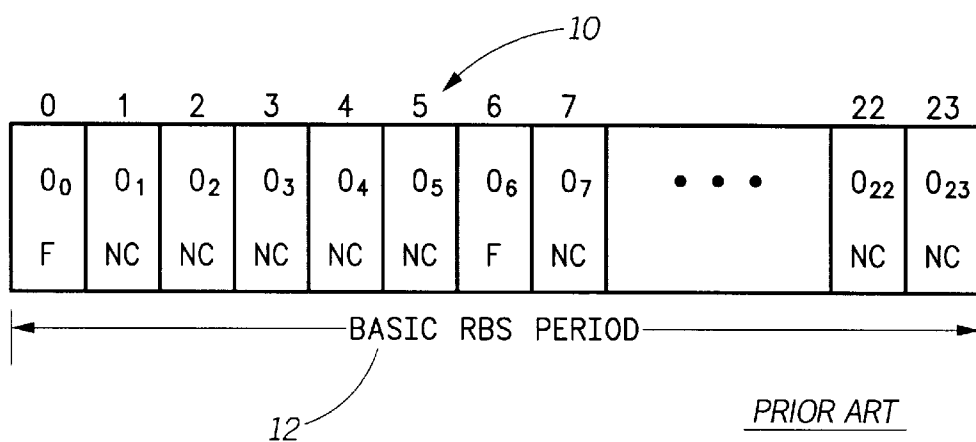 10
0 1 2 3 4 5 6 7 22 23
O₀ O₁ O₂ O₃ O₄ O₅ O₆ O₇ • • • O₂₂ O₂₃
F NC NC NC NC NC F NC NC NC
BASIC RBS PERIOD
12
PRIOR ART